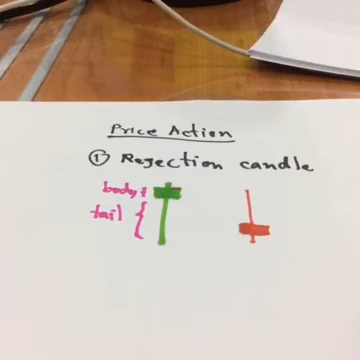 Price Action
① Rejection candle
body {
tail {